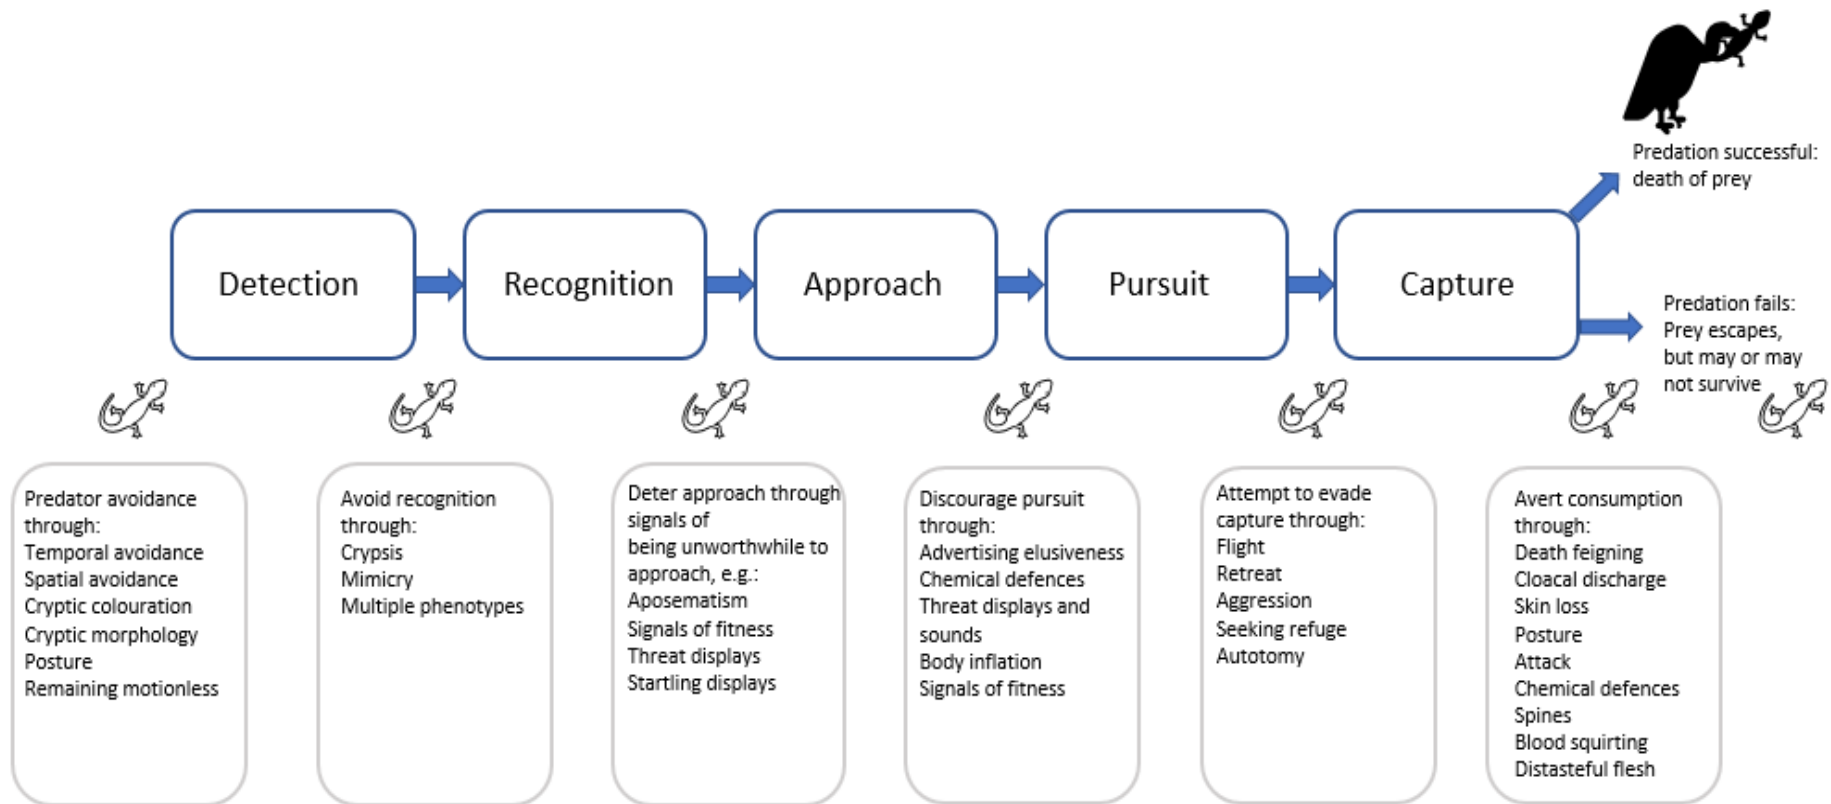 Predation successful:
death of prey
Detection
Recognition
Approach
Pursuit
Capture
Predation fails:
Prey escapes,
but may or may
not survive
Predator avoidance
through:
Temporal avoidance
Spatial avoidance
Cryptic colouration
Cryptic morphology
Posture
Remaining motionless
Avoid recognition
through:
Crypsis
Mimicry
Multiple phenotypes
Deter approach through
signals of
being unworthwhile to
approach, e.g.:
Aposematism
Signals of fitness
Threat displays
Startling displays
Discourage pursuit
through:
Advertising elusiveness
Chemical defences
Threat displays and
sounds
Body inflation
Signals of fitness
Attempt to evade
capture through:
Flight
Retreat
Aggression
Seeking refuge
Autotomy
Avert consumption
through:
Death feigning
Cloacal discharge
Skin loss
Posture
Attack
Chemical defences
Spines
Blood squirting
Distasteful flesh